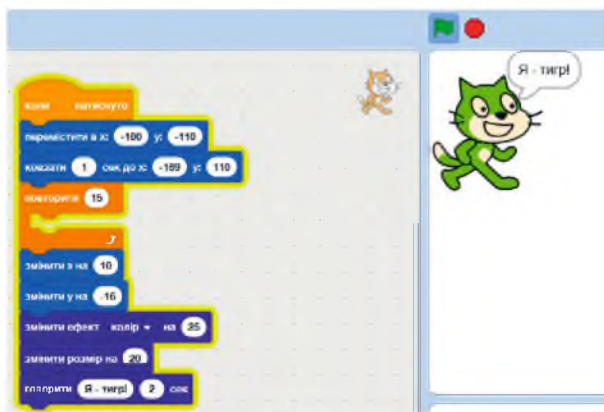 коли натиснуто
перемістити в x: -100 y: -110
ковзати 1 сек до x: -189 y: 110
повторити 15
змінити x на 10
змінити y на -16
змінити ефект колір на 25
змінити розмір на 20
говорити Я - тигр! 2 сек
Я - тигр!